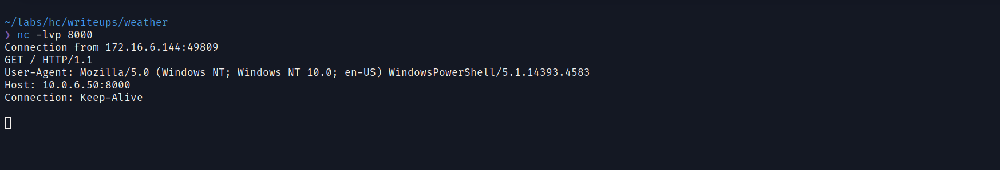 ~/labs/hc/writeups/weather
❯ nc -lvp 8000
Connection from 172.16.6.144:49809
GET / HTTP/1.1
User-Agent: Mozilla/5.0 (Windows NT; Windows NT 10.0; en-US) WindowsPowerShell/5.1.14393.4583
Host: 10.0.6.50:8000
Connection: Keep-Alive